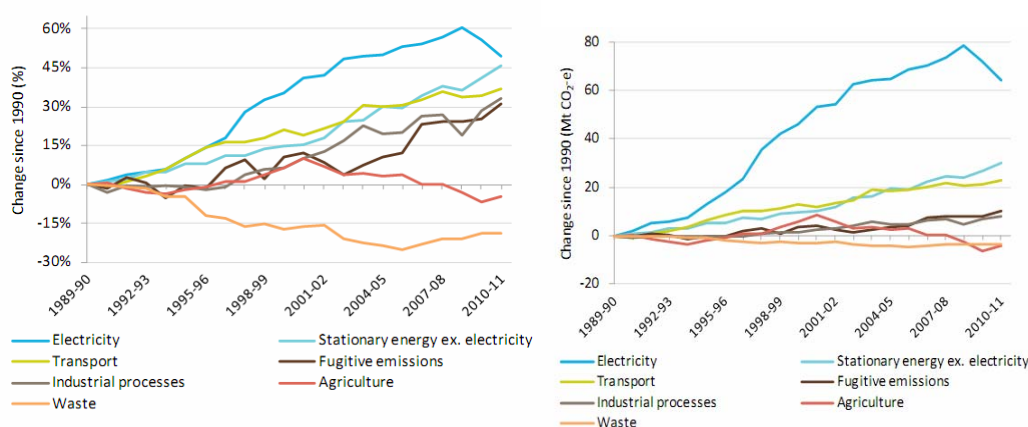 Change since 1990 (%)
60%
45%
30%
15%
0%
-15%
-30%
1989-90
1992-93
1995-96
1998-99
2001-02
2004-05
2007-08
2010-11
Electricity
Stationary energy ex. electricity
Transport
Fugitive emissions
Industrial processes
Agriculture
Waste
Change since 1990 (Mt CO₂-e)
80
60
40
20
0
-20
1989-90
1992-93
1995-96
1998-99
2001-02
2004-05
2007-08
2010-11
Electricity
Stationary energy ex. electricity
Transport
Fugitive emissions
Industrial processes
Agriculture
Waste